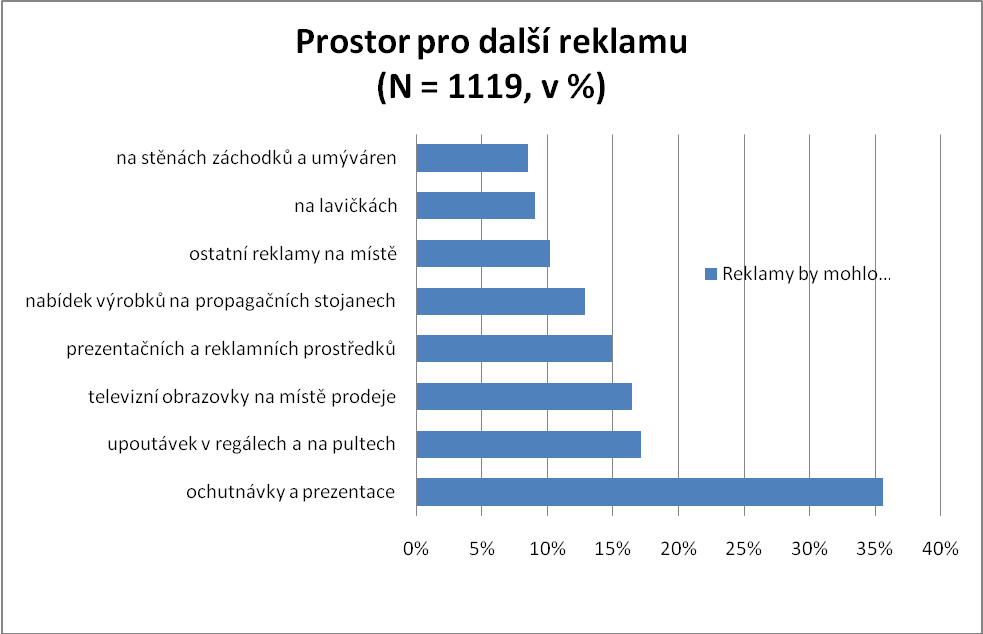 Prostor pro další reklamu
(N = 1119, v %)
na stěnách záchodků a umýváren
na lavičkách
ostatní reklamy na místě
Reklamy by mohlo...
nabídek výrobků na propagačních stojanech
prezentačních a reklamních prostředků
televizní obrazovky na místě prodeje
upoutávek v regálech a na pultech
ochutnávky a prezentace
0% 5% 10% 15% 20% 25% 30% 35% 40%